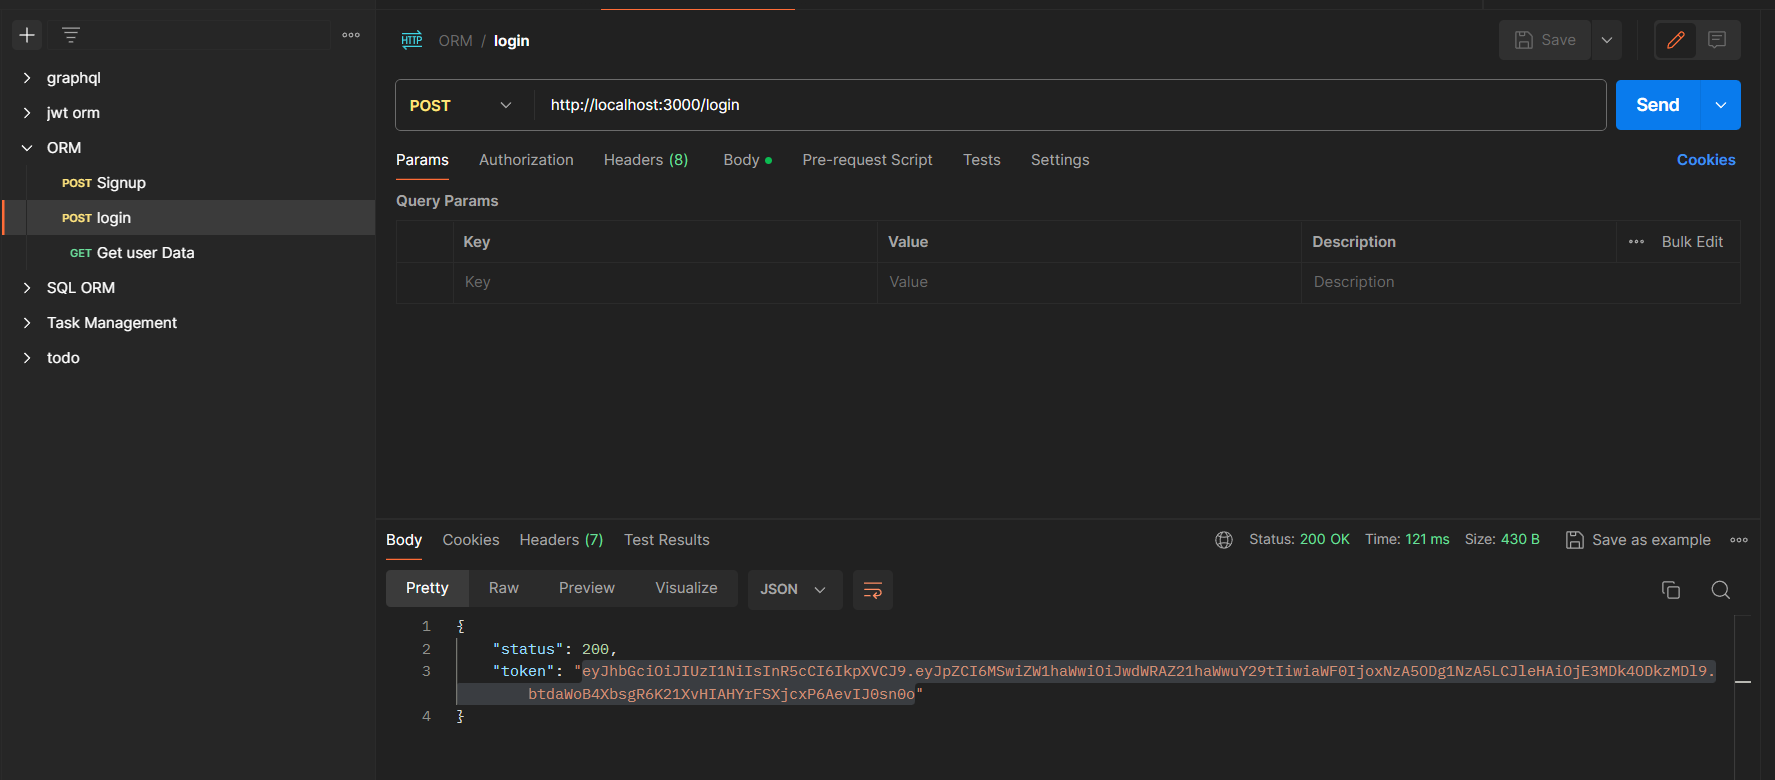 HTTP ORM / login
Save
graphql
jwt orm
ORM
POST Signup
POST login
GET Get user Data
SQL ORM
Task Management
todo
POST http://localhost:3000/login
Send
Params Authorization Headers (8) Body Pre-request Script Tests Settings Cookies
Query Params
Key Value Description Bulk Edit
Key Value Description
Body Cookies Headers (7) Test Results Status: 200 OK Time: 121 ms Size: 430 B Save as example
Pretty Raw Preview Visualize JSON
1 {
2 "status": 200,
3 "token": "eyJhbGciOiJIUzI1NiIsInR5cCI6IkpXVCJ9.eyJpZCI6MSwiZW1haWwiOiJwdWRAZ21haWwuY29tIiwiaWF0IjoxNzA5ODg1NzA5LCJleHAiOjE3MDk4ODkzMDl9.
btdaWoB4XbsgR6K21XvHIAHYrFSXjcxP6AevIJ0sn0o"
4 }